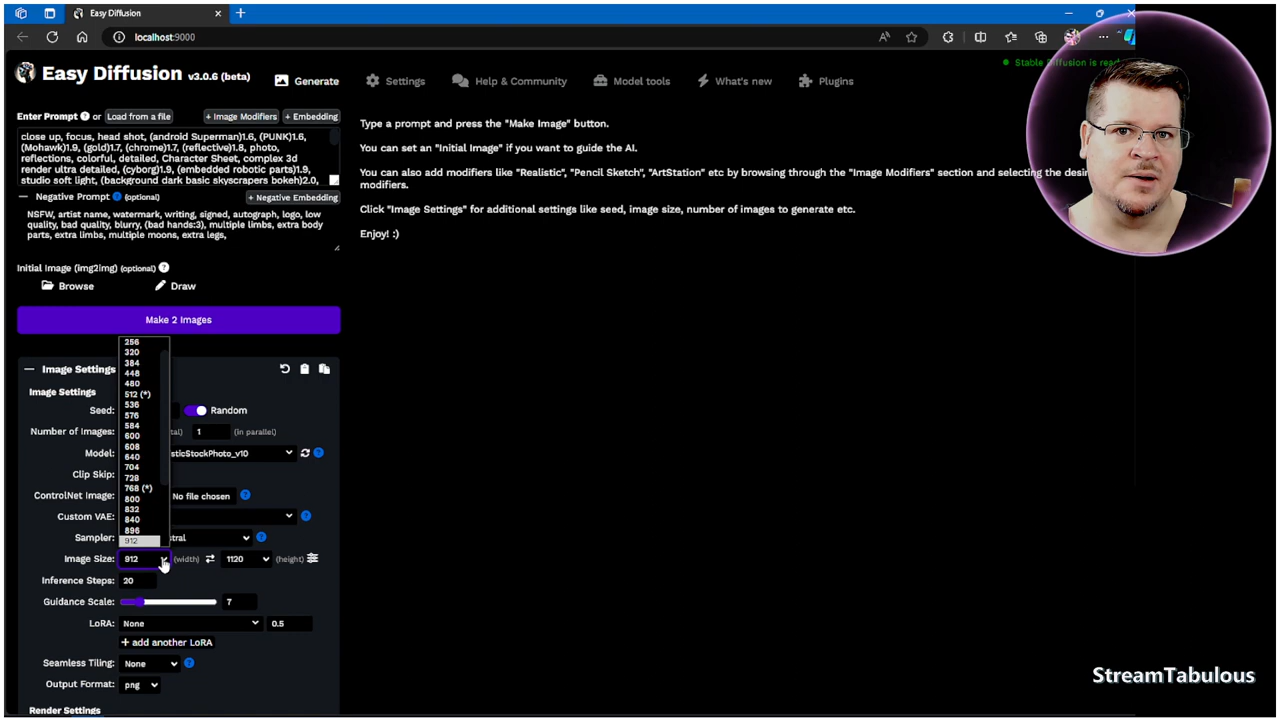 Easy Diffusion
localhost:9000
Easy Diffusion v3.0.6 (beta)
Generate
Settings
Help & Community
Model tools
What's new
Plugins
Stable Diffusion is read
Enter Prompt or Load from a file
+ Image Modifiers
+ Embedding
close up, focus, head shot, (android Superman)1.6, (PUNK)1.6,
(Mohawk)1.9, (gold)1.7, (chrome)1.7, (reflective)1.8, photo,
reflections, colorful, detailed, Character Sheet, complex 3d
render ultra detailed, (cyborg)1.9, (embedded robotic parts)1.9,
studio soft light, (background dark basic skyscrapers bokeh)2.0,
Negative Prompt (optional)
+ Negative Embedding
NSFW, artist name, watermark, writing, signed, autograph, logo, low
quality, bad quality, blurry, (bad hands:3), multiple limbs, extra body
parts, extra limbs, multiple moons, extra legs,
Initial Image (img2img) (optional)
Browse
Draw
Make 2 Images
Type a prompt and press the "Make Image" button.
You can set an "Initial Image" if you want to guide the AI.
You can also add modifiers like "Realistic", "Pencil Sketch", "ArtStation" etc by browsing through the "Image Modifiers" section and selecting the desi
modifiers.
Click "Image Settings" for additional settings like seed, image size, number of images to generate etc.
Enjoy! :)
256
320
384
448
480
512 (*)
536
576
584
600
608
640
704
728
768 (*)
800
832
840
896
912
Image Settings
Image Settings
Seed: Random
Number of Images: tal) 1 (in parallel)
Model: sticStockPhoto_v10
Clip Skip:
ControlNet Image: No file chosen
Custom VAE:
Sampler: stral
Image Size: 912 (width) 1120 (height)
Inference Steps: 20
Guidance Scale: 7
LoRA: None 0.5
+ add another LoRA
Seamless Tiling: None
Output Format: png
Render Settings
StreamTabulous